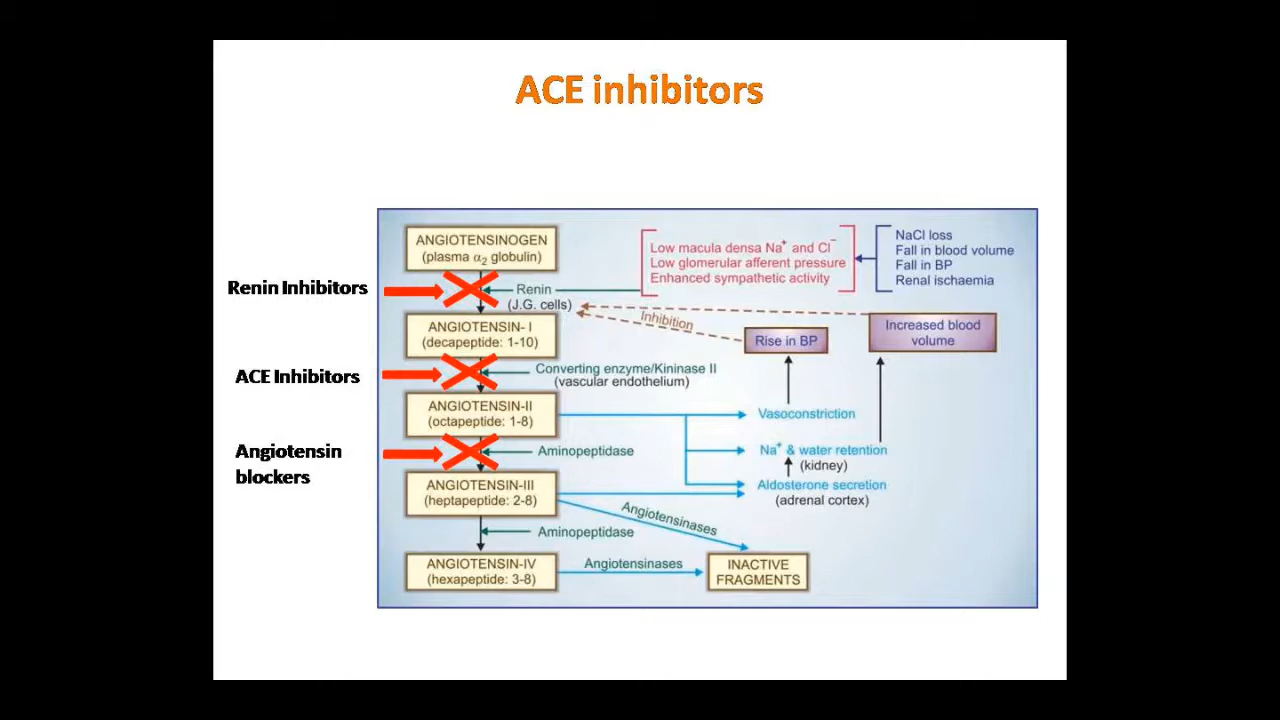 ACE inhibitors
ANGIOTENSINOGEN
(plasma α2 globulin)
Low macula densa Na+ and Cl−
Low glomerular afferent pressure
Enhanced sympathetic activity
NaCl loss
Fall in blood volume
Fall in BP
Renal ischaemia
Renin Inhibitors
Renin
(J.G. cells)
Inhibition
ANGIOTENSIN- I
(decapeptide: 1-10)
Rise in BP
Increased blood
volume
ACE Inhibitors
Converting enzyme/Kininase II
(vascular endothelium)
ANGIOTENSIN-II
(octapeptide: 1-8)
Vasoconstriction
Angiotensin
blockers
Aminopeptidase
Na+ & water retention
(kidney)
ANGIOTENSIN-III
(heptapeptide: 2-8)
Aldosterone secretion
(adrenal cortex)
Angiotensinases
Aminopeptidase
ANGIOTENSIN-IV
(hexapeptide: 3-8)
Angiotensinases
INACTIVE
FRAGMENTS